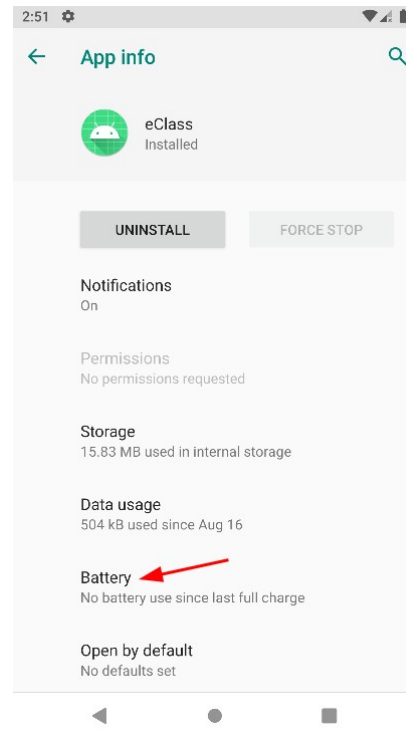 2:51
App info
eClass
Installed
UNINSTALL
FORCE STOP
Notifications
On
Permissions
No permissions requested
Storage
15.83 MB used in internal storage
Data usage
504 kB used since Aug 16
Battery
No battery use since last full charge
Open by default
No defaults set